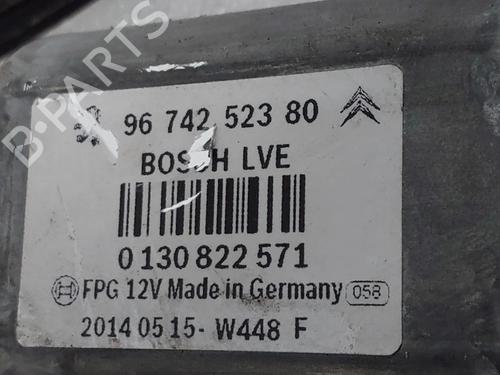 B-PARTS
96 742 523 80
BOSCH LVE
0 130 822 571
FPG 12V Made in Germany 058
2014 05 15- W448 F